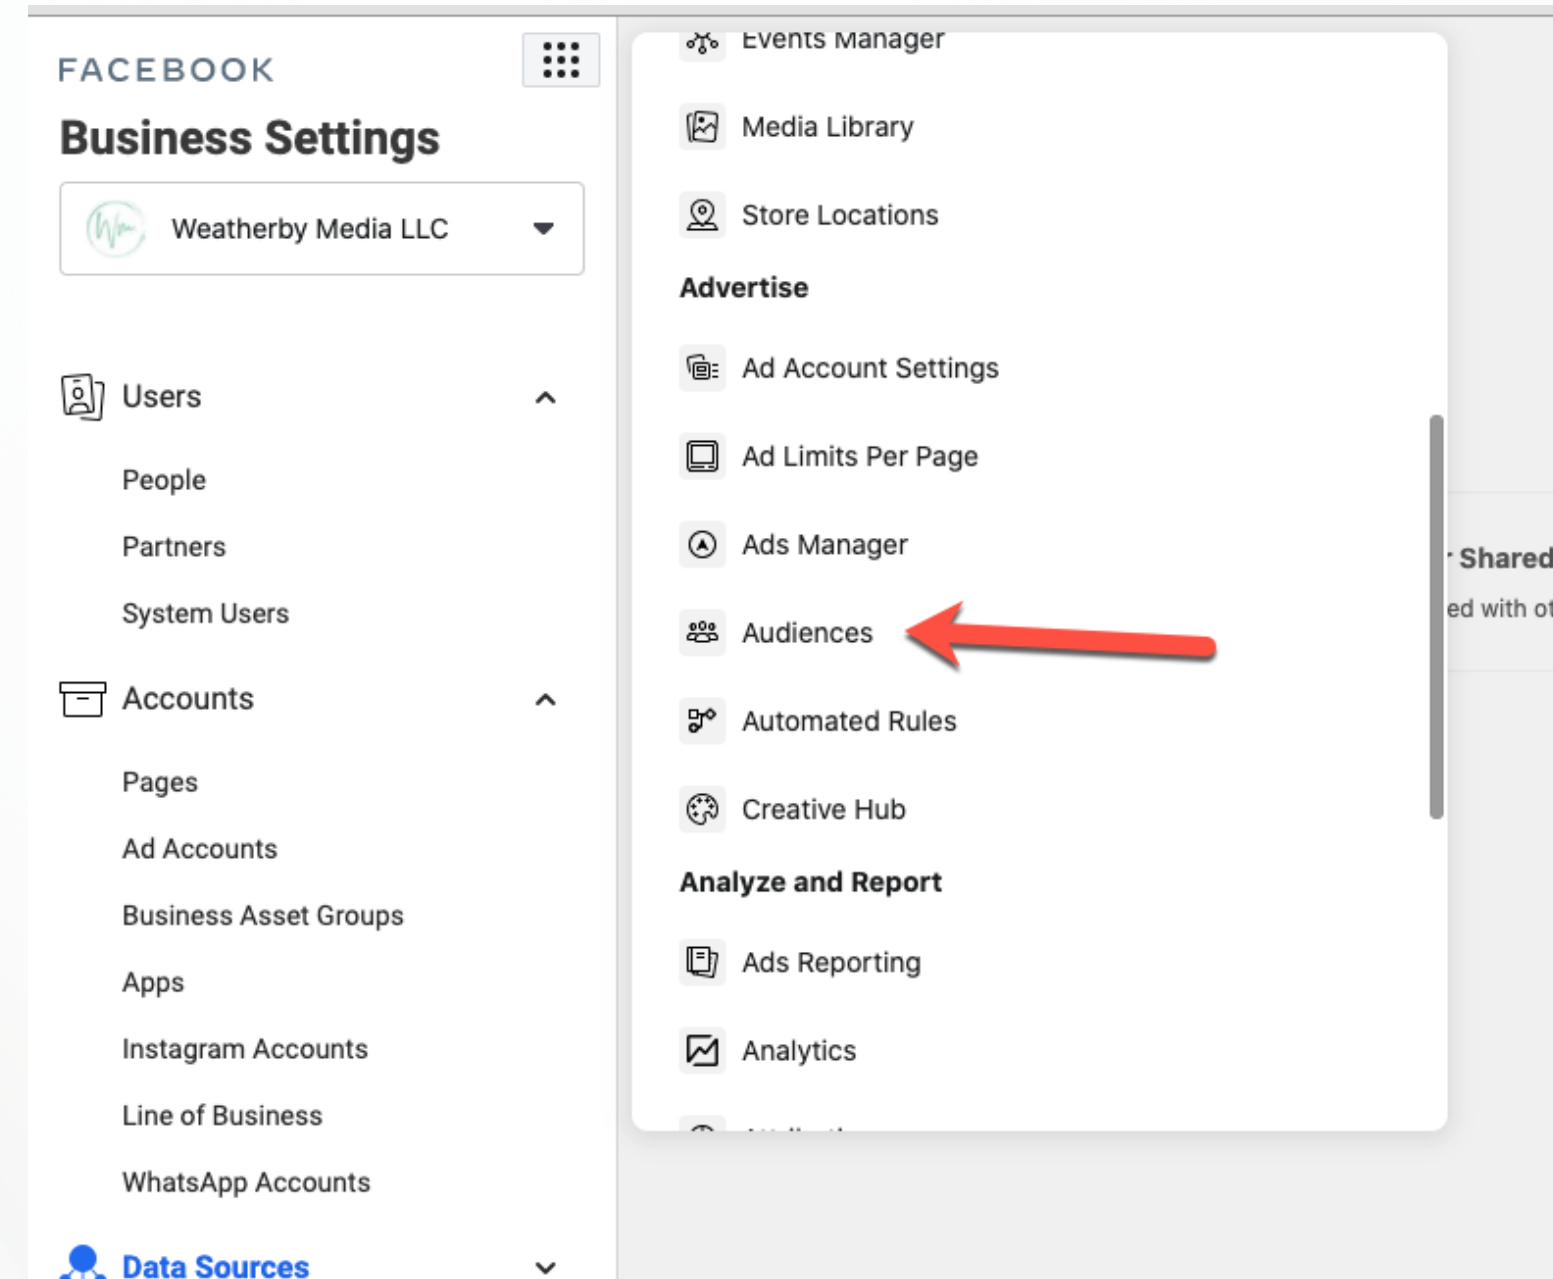 FACEBOOK
Business Settings
Weatherby Media LLC
Users
People
Partners
System Users
Accounts
Pages
Ad Accounts
Business Asset Groups
Apps
Instagram Accounts
Line of Business
WhatsApp Accounts
Data Sources
Events Manager
Media Library
Store Locations
Advertise
Ad Account Settings
Ad Limits Per Page
Ads Manager
Audiences
Automated Rules
Creative Hub
Analyze and Report
Ads Reporting
Analytics
Shared
ed with ot